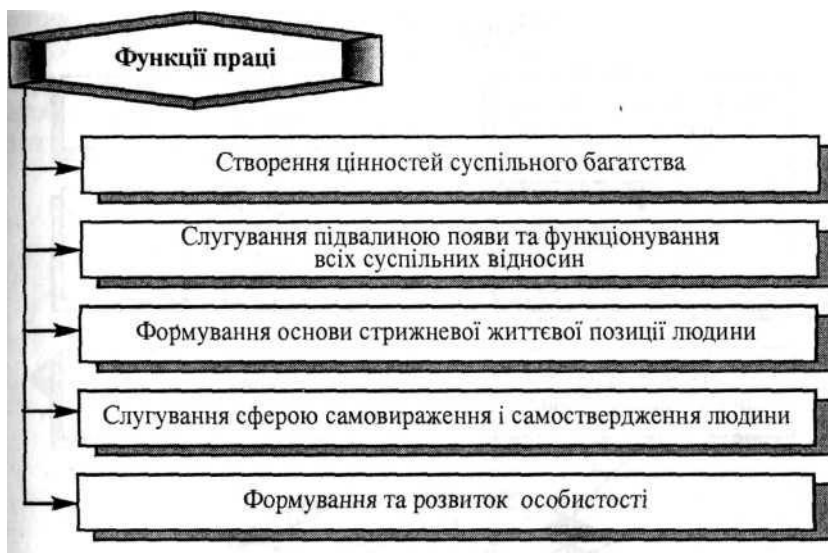 Функції праці
Створення цінностей суспільного багатства
Слугування підвалиною появи та функціонування
всіх суспільних відносин
Формування основи стрижневої життєвої позиції людини
Слугування сферою самовираження і самоствердження людини
Формування та розвиток особистості